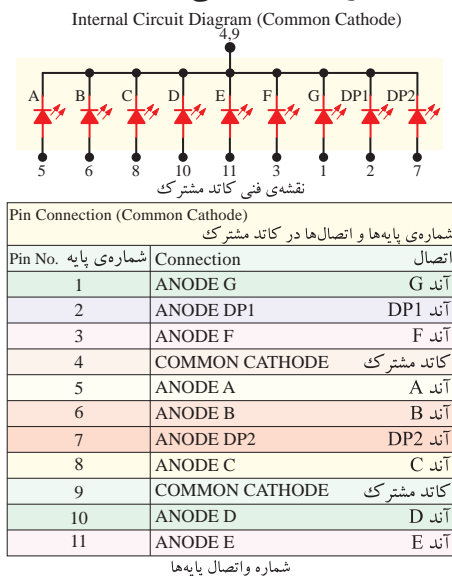 Internal Circuit Diagram (Common Cathode)
4,9
A B C D E F G DP1 DP2
5 6 8 10 11 3 1 2 7
نقشه‌ی فنی کاتد مشترک
Pin Connection (Common Cathode)
شماره‌ی پایه‌ها و اتصال‌ها در کاتد مشترک
Pin No. شماره‌ی پایه Connection اتصال
1 ANODE G آند G
2 ANODE DP1 آند DP1
3 ANODE F آند F
4 COMMON CATHODE کاتد مشترک
5 ANODE A آند A
6 ANODE B آند B
7 ANODE DP2 آند DP2
8 ANODE C آند C
9 COMMON CATHODE کاتد مشترک
10 ANODE D آند D
11 ANODE E آند E
شماره واتصال پایه‌ها